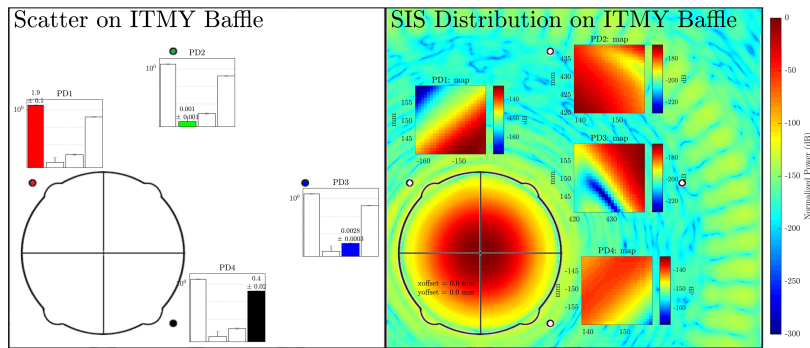 Scatter on ITMY Baffle
PD2
10⁰
0.001
± 0.001
1.9
± 0.1
PD1
10⁰
PD3
10⁰
0.0028
± 0.0003
PD4
0.4
± 0.02
10⁰
SIS Distribution on ITMY Baffle
PD2: map
435
430
425
420
mm
140
150
-180
-200
-220
dB
PD1: map
155
150
145
mm
-160
-150
-140
-160
dB
PD3: map
155
150
145
mm
420
430
-180
-200
-220
dB
PD4: map
-145
-150
-155
mm
140
150
-140
-160
dB
xoffset = 0.0 mm
yoffset = 0.0 mm
0
-50
-100
-150
-200
-250
-300
Normalized Power (dB)